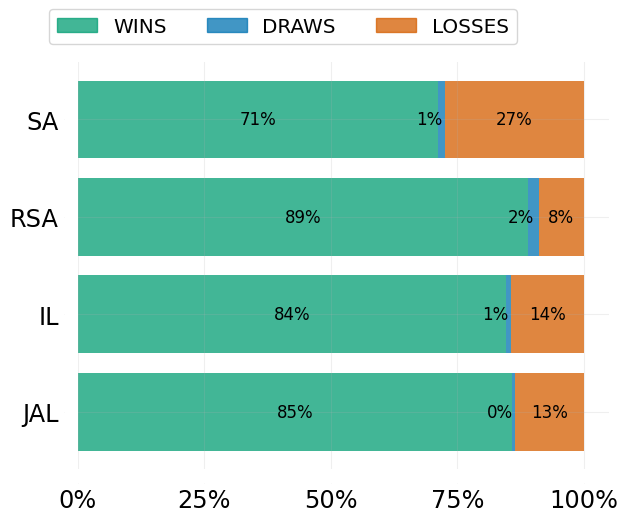 WINS DRAWS LOSSES
SA 71% 1% 27%
RSA 89% 2% 8%
IL 84% 1% 14%
JAL 85% 0% 13%
0% 25% 50% 75% 100%